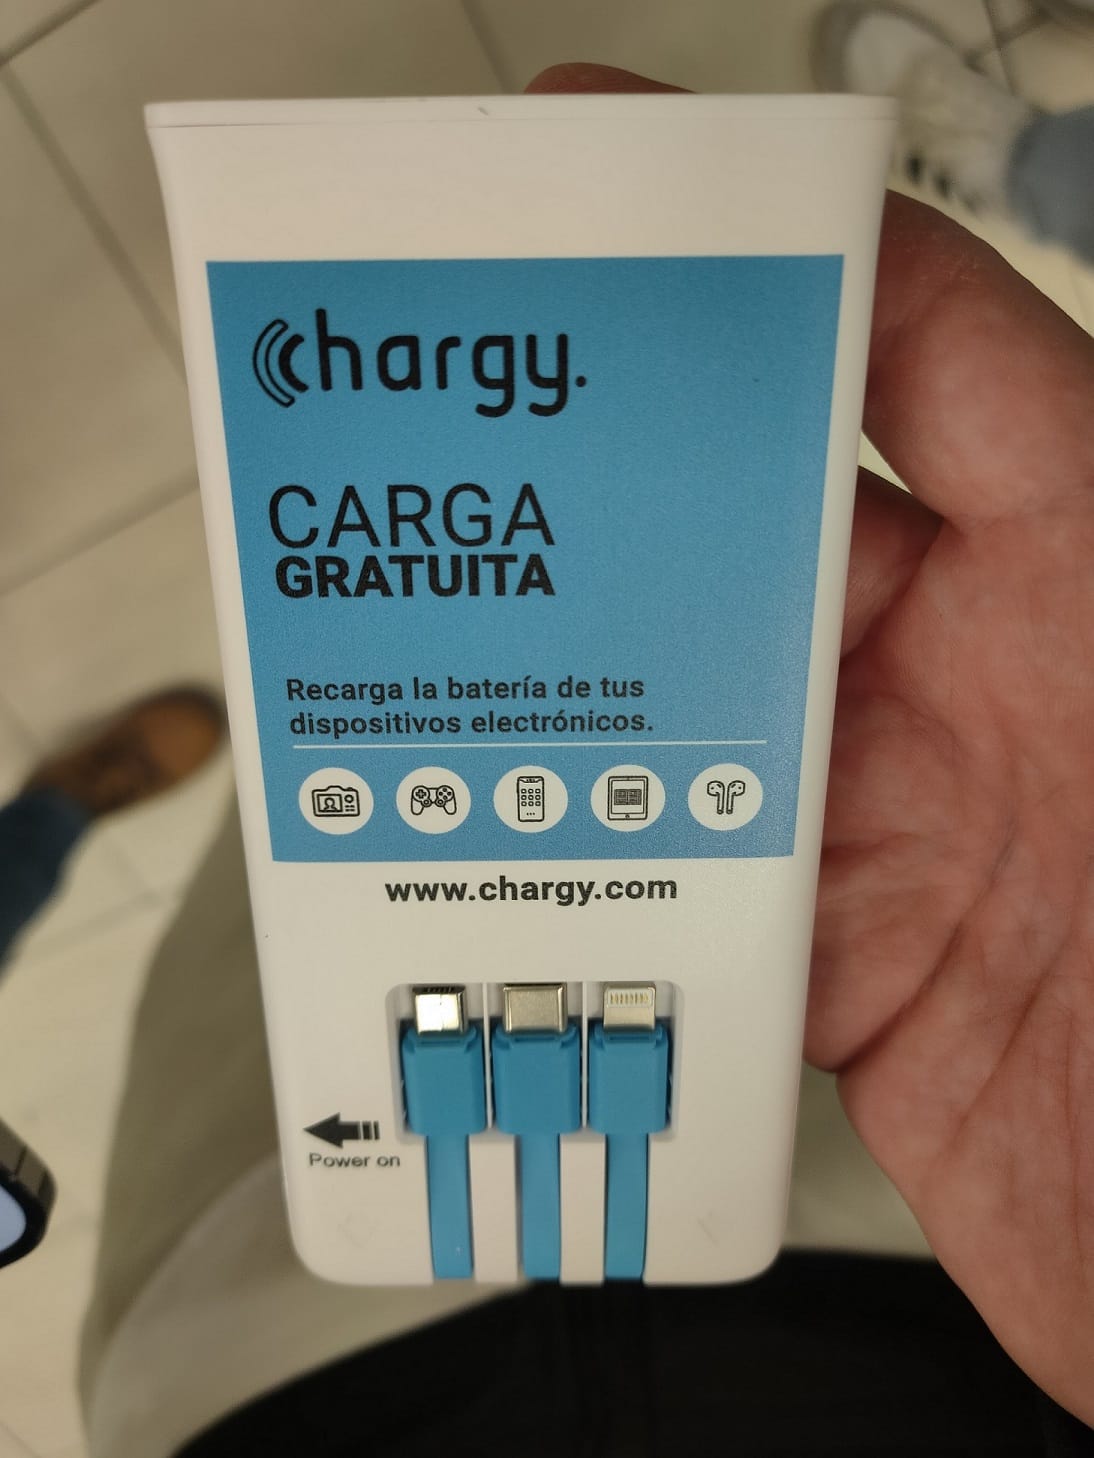 chargy.
CARGA
GRATUITA
Recarga la batería de tus
dispositivos electrónicos.
www.chargy.com
Power on